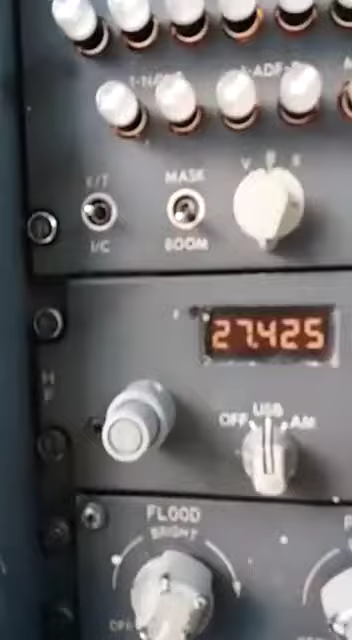 ADF
V B R
R/T MASK
I/C BOOM
27.425
HF
OFF USB AM
FLOOD
BRIGHT